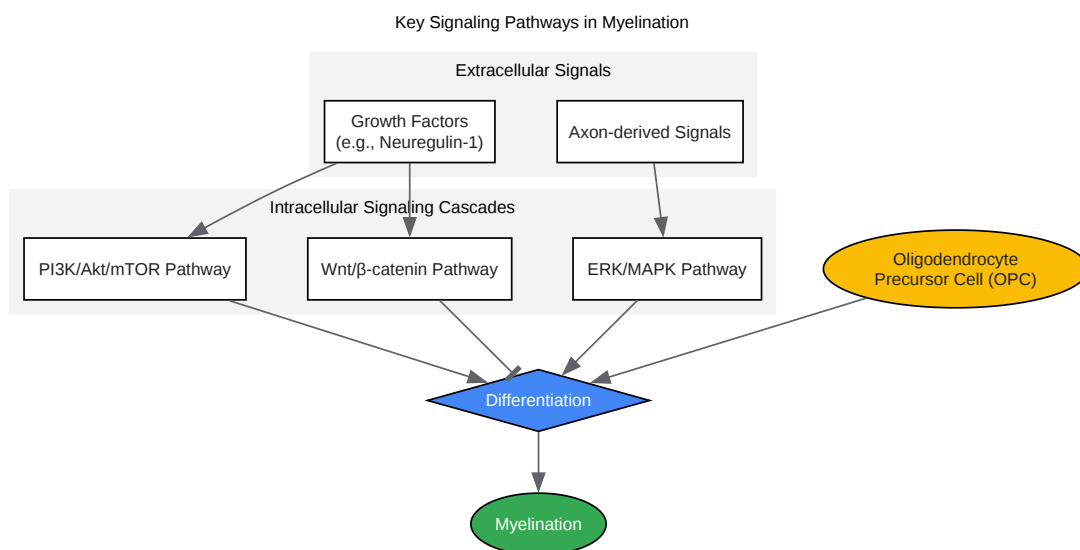 Key Signaling Pathways in Myelination
Extracellular Signals
Growth Factors
(e.g., Neuregulin-1)
Axon-derived Signals
Intracellular Signaling Cascades
PI3K/Akt/mTOR Pathway
Wnt/β-catenin Pathway
ERK/MAPK Pathway
Oligodendrocyte
Precursor Cell (OPC)
Differentiation
Myelination